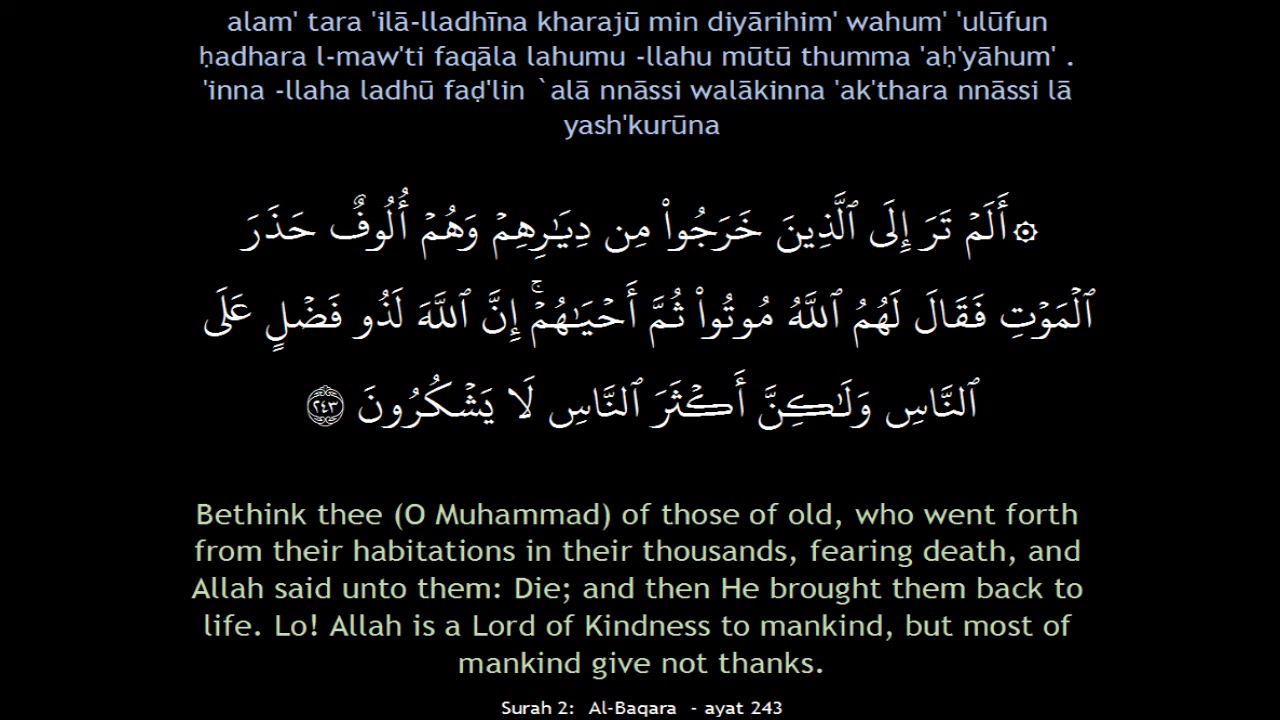 alam' tara 'ilā-lladhīna kharajū min diyārihim' wahum' 'ulūfun
ḥadhara l-maw'ti faqāla lahumu -llahu mūtū thumma 'aḥ'yāhum' .
'inna -llaha ladhū faḍ'lin `alā nnāssi walākinna 'ak'thara nnāssi lā
yash'kurūna
۞ أَلَمۡ تَرَ إِلَى ٱلَّذِينَ خَرَجُواْ مِن دِيَـٰرِهِمۡ وَهُمۡ أُلُوفٌ حَذَرَ
ٱلۡمَوۡتِ فَقَالَ لَهُمُ ٱللَّهُ مُوتُواْ ثُمَّ أَحۡيَـٰهُمۡۚ إِنَّ ٱللَّهَ لَذُو فَضۡلٍ عَلَى
ٱلنَّاسِ وَلَـٰكِنَّ أَڪۡثَرَ ٱلنَّاسِ لَا يَشۡڪُرُونَ ٢٤٣
Bethink thee (O Muhammad) of those of old, who went forth
from their habitations in their thousands, fearing death, and
Allah said unto them: Die; and then He brought them back to
life. Lo! Allah is a Lord of Kindness to mankind, but most of
mankind give not thanks.
Surah 2: Al-Baqara - ayat 243